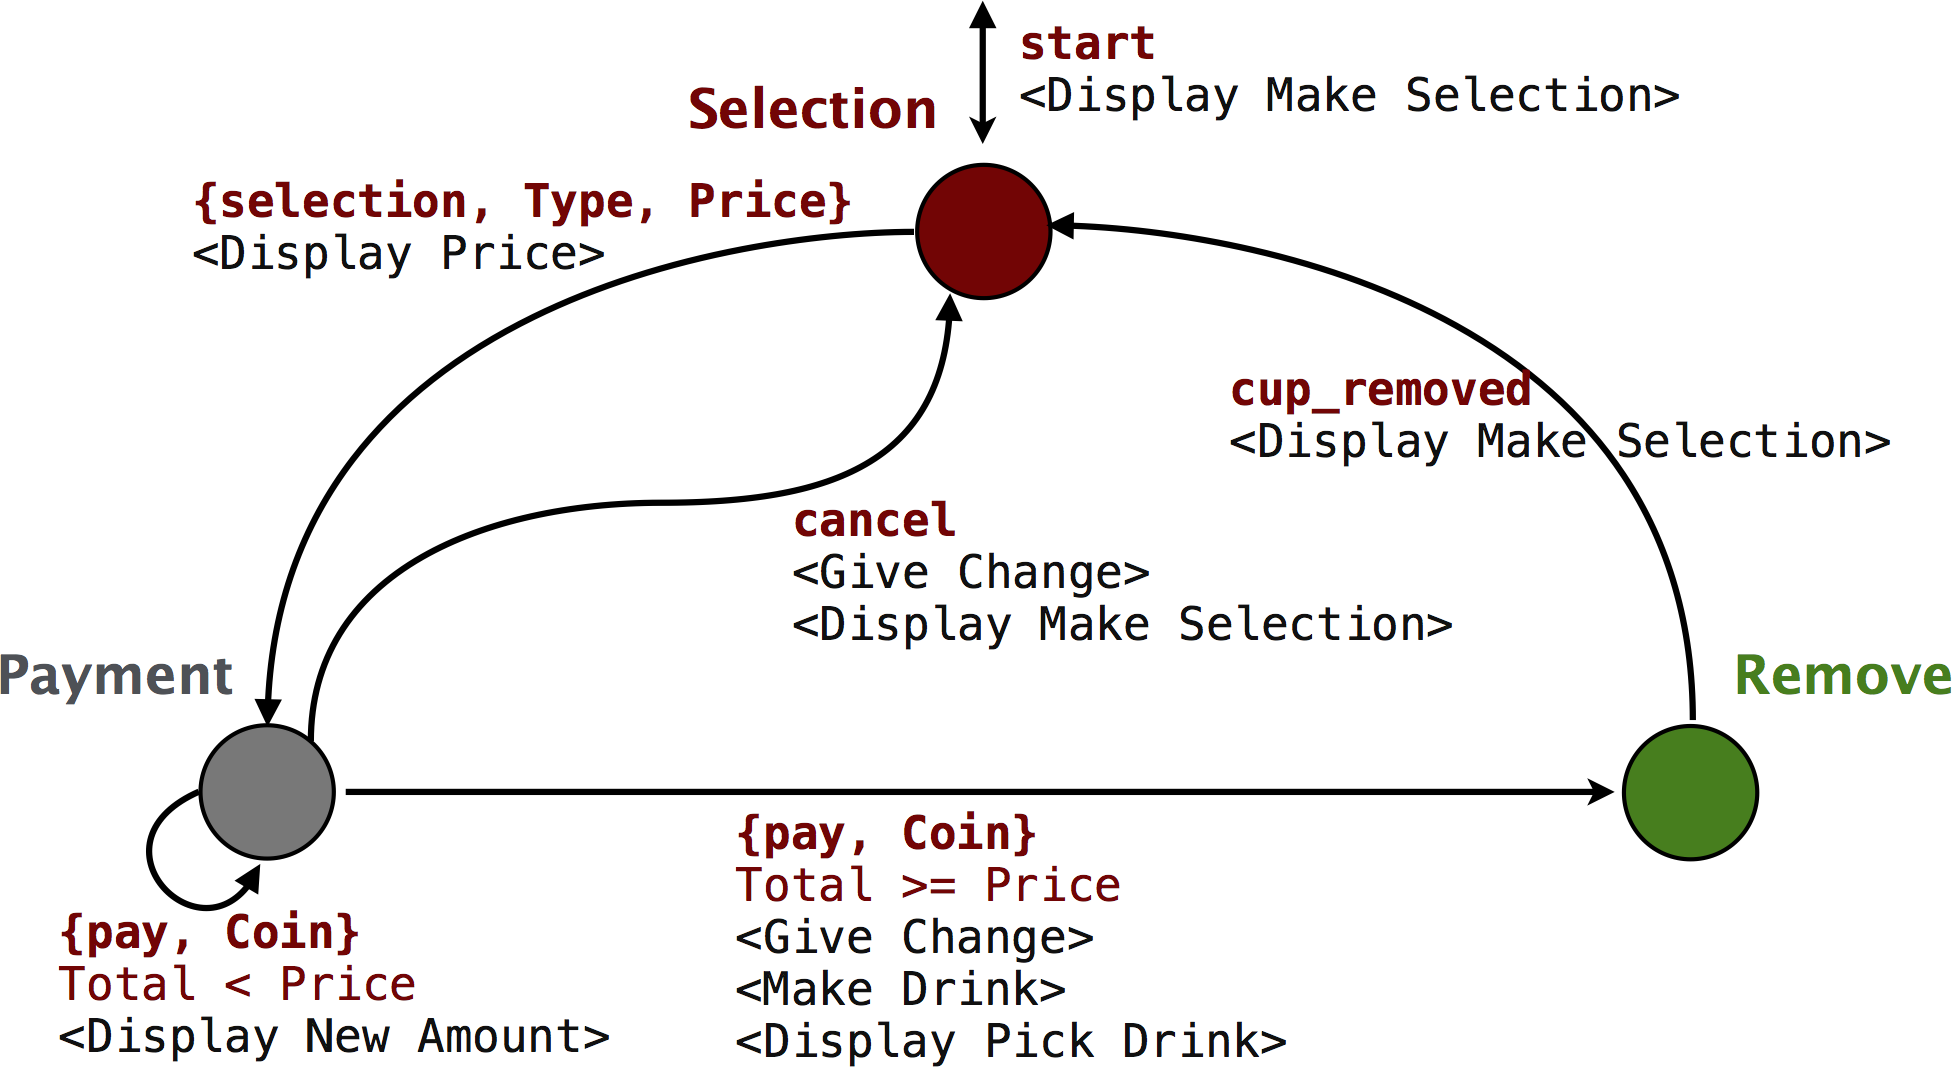 start
<Display Make Selection>
Selection
{selection, Type, Price}
<Display Price>
cup_removed
<Display Make Selection>
cancel
<Give Change>
<Display Make Selection>
Payment
Remove
{pay, Coin}
Total >= Price
<Give Change>
<Make Drink>
<Display Pick Drink>
{pay, Coin}
Total < Price
<Display New Amount>